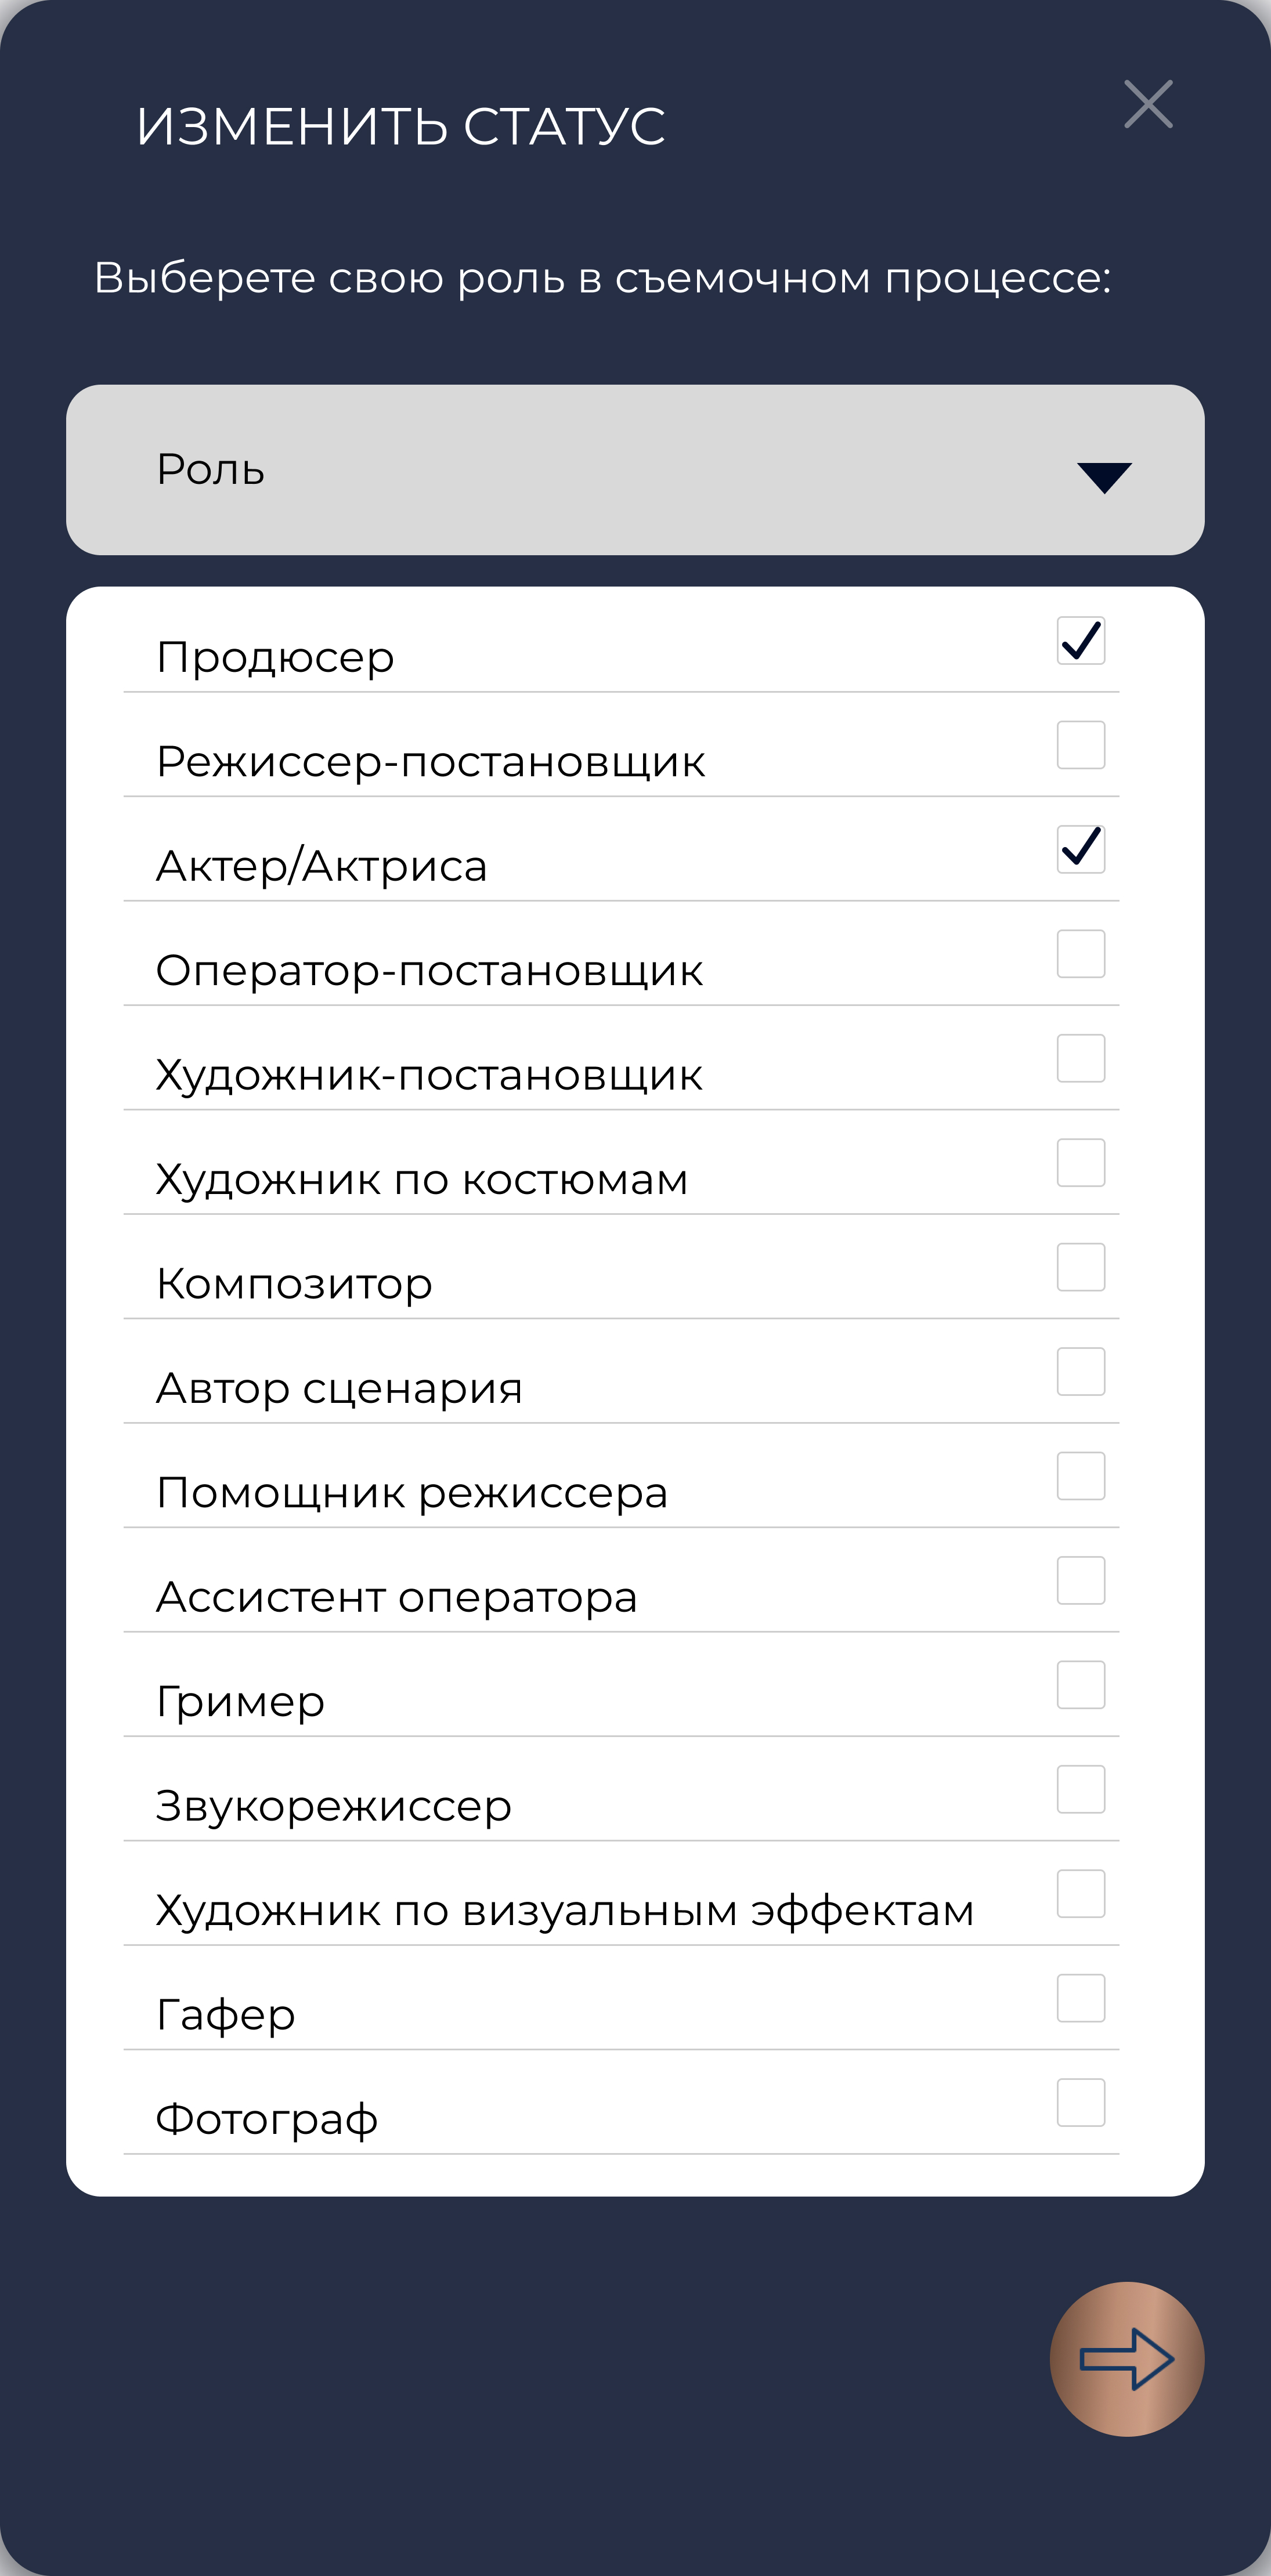 ИЗМЕНИТЬ СТАТУС
Выберете свою роль в съемочном процессе:
Роль
Продюсер
Режиссер-постановщик
Актер/Актриса
Оператор-постановщик
Художник-постановщик
Художник по костюмам
Композитор
Автор сценария
Помощник режиссера
Ассистент оператора
Гример
Звукорежиссер
Художник по визуальным эффектам
Гафер
Фотограф